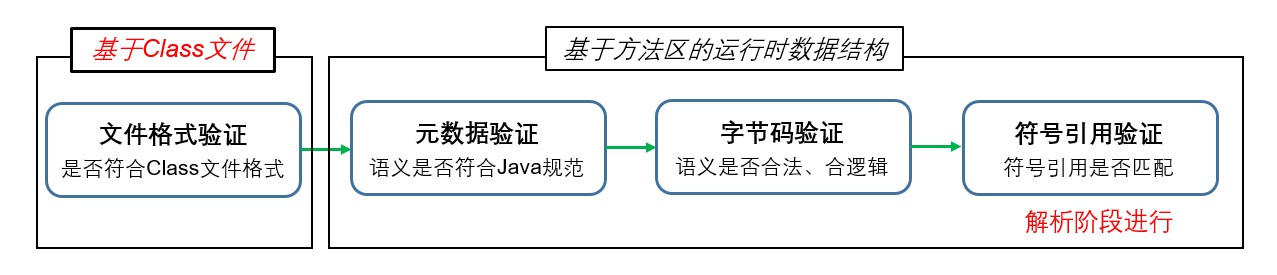 基于Class文件
基于方法区的运行时数据结构
文件格式验证
是否符合Class文件格式
元数据验证
语义是否符合Java规范
字节码验证
语义是否合法、合逻辑
符号引用验证
符号引用是否匹配
解析阶段进行